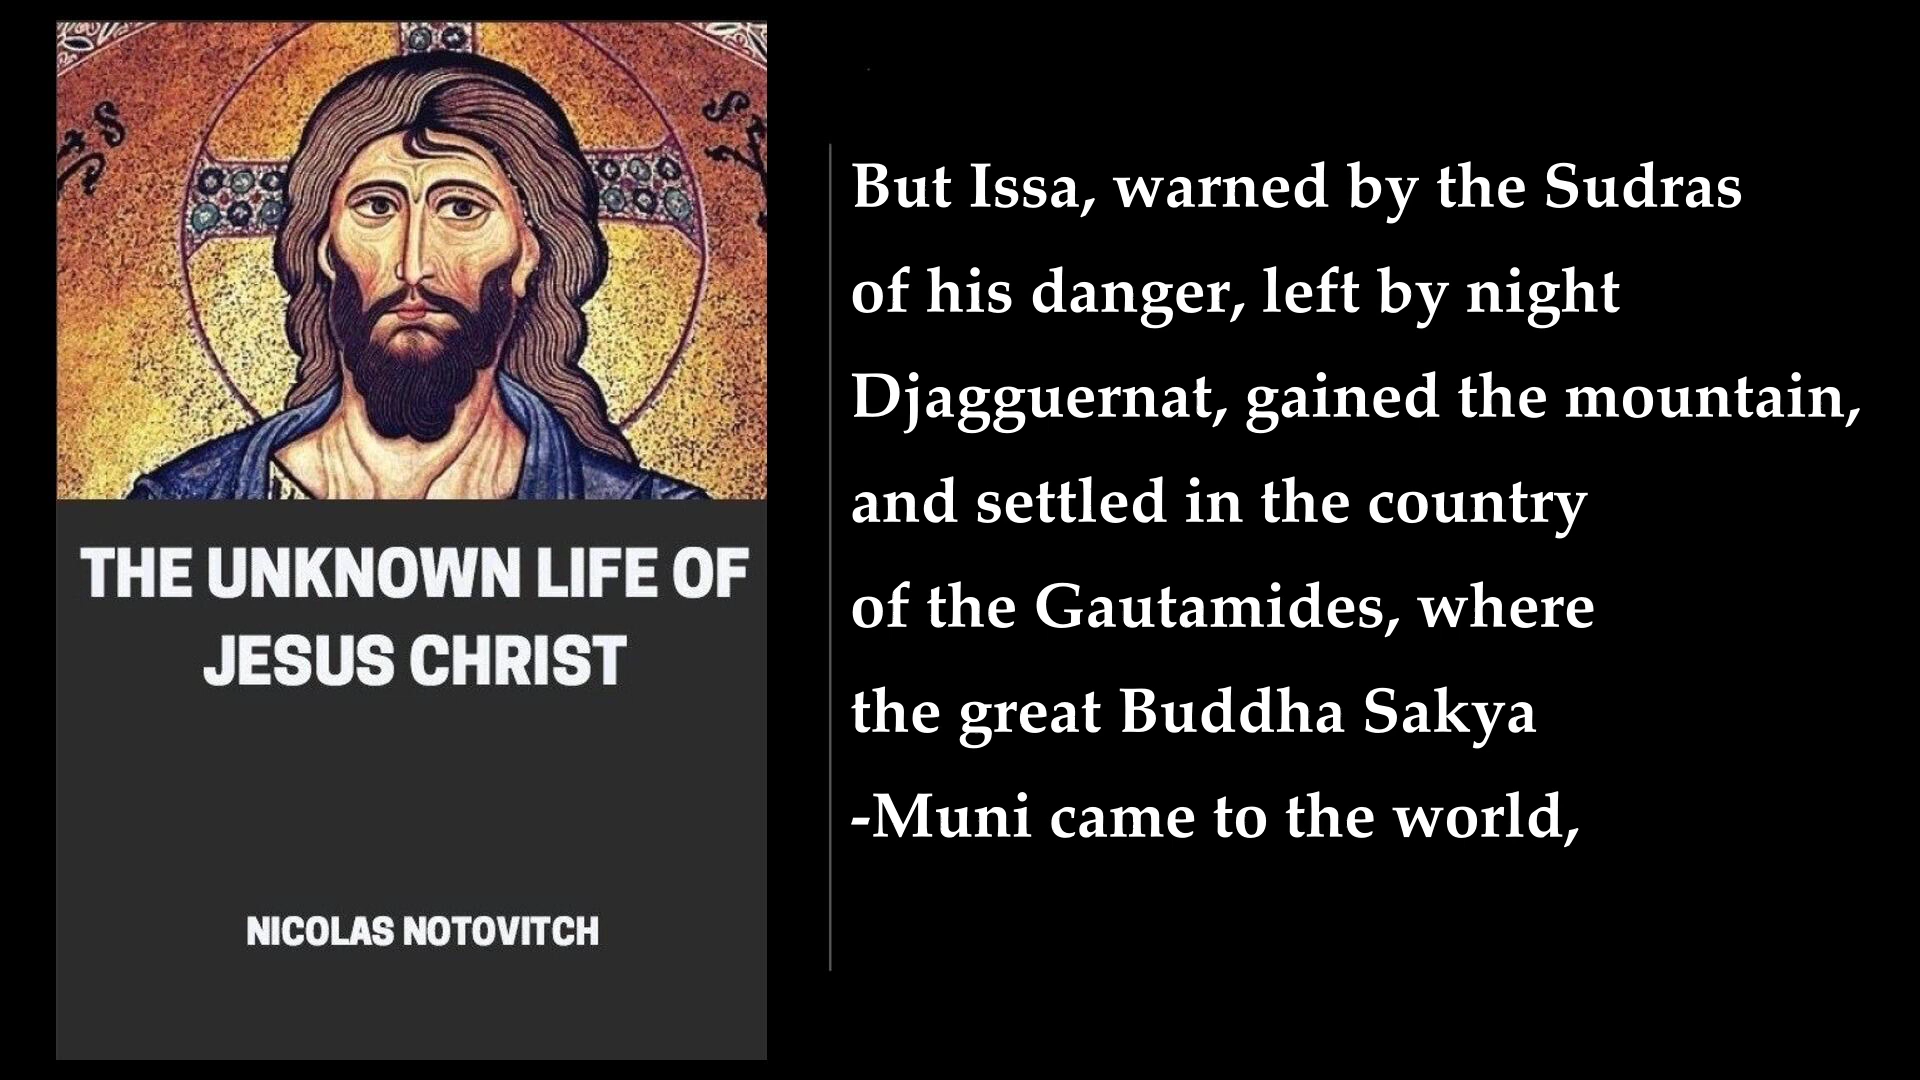 THE UNKNOWN LIFE OF
JESUS CHRIST
NICOLAS NOTOVITCH
But Issa, warned by the Sudras
of his danger, left by night
Djagguernat, gained the mountain,
and settled in the country
of the Gautamides, where
the great Buddha Sakya
-Muni came to the world,